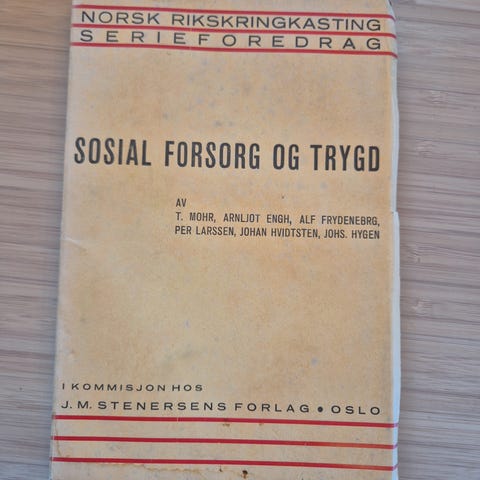 NORSK RIKSKRINGKASTING
SERIEFOREDRAG
SOSIAL FORSORG OG TRYGD
AV
T. MOHR, ARNLJOT ENGH, ALF FRYDENEBRG,
PER LARSSEN, JOHAN HVIDTSTEN, JOHS. HYGEN
I KOMMISJON HOS
J. M. STENERSENS FORLAG • OSLO